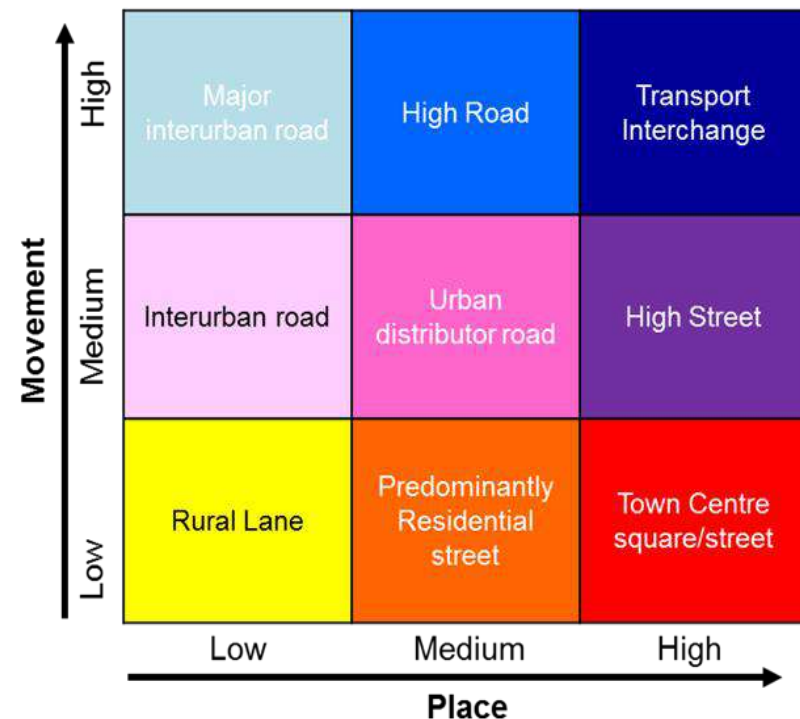 High
Major
interurban road
High Road
Transport
Interchange
Movement
Medium
Interurban road
Urban
distributor road
High Street
Low
Rural Lane
Predominantly
Residential
street
Town Centre
square/street
Low
Medium
High
Place